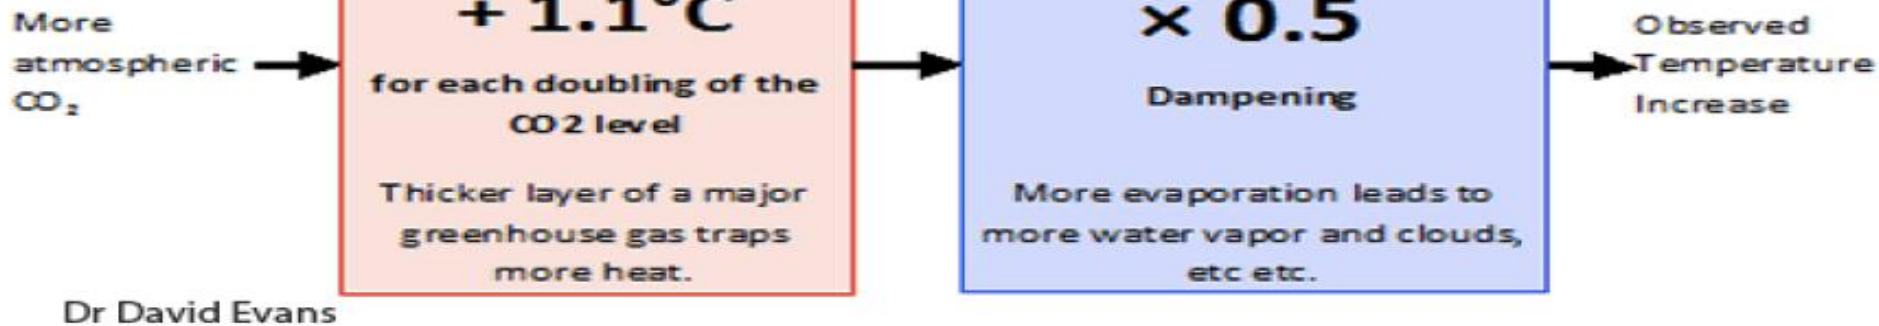 More
atmospheric
CO₂
+ 1.1°C
for each doubling of the
CO2 level
Thicker layer of a major
greenhouse gas traps
more heat.
× 0.5
Dampening
More evaporation leads to
more water vapor and clouds,
etc etc.
Observed
Temperature
Increase
Dr David Evans